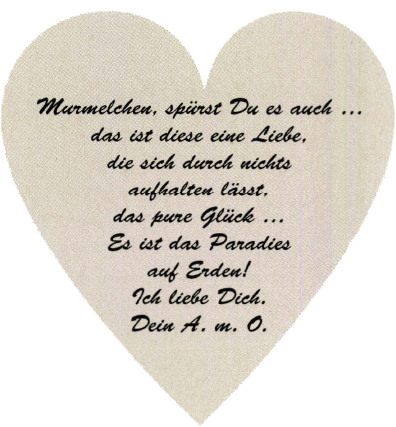 Murmelchen, spürst Du es auch ...
das ist diese eine Liebe,
die sich durch nichts
aufhalten lässt,
das pure Glück ...
Es ist das Paradies
auf Erden!
Ich liebe Dich.
Dein A. m. O.